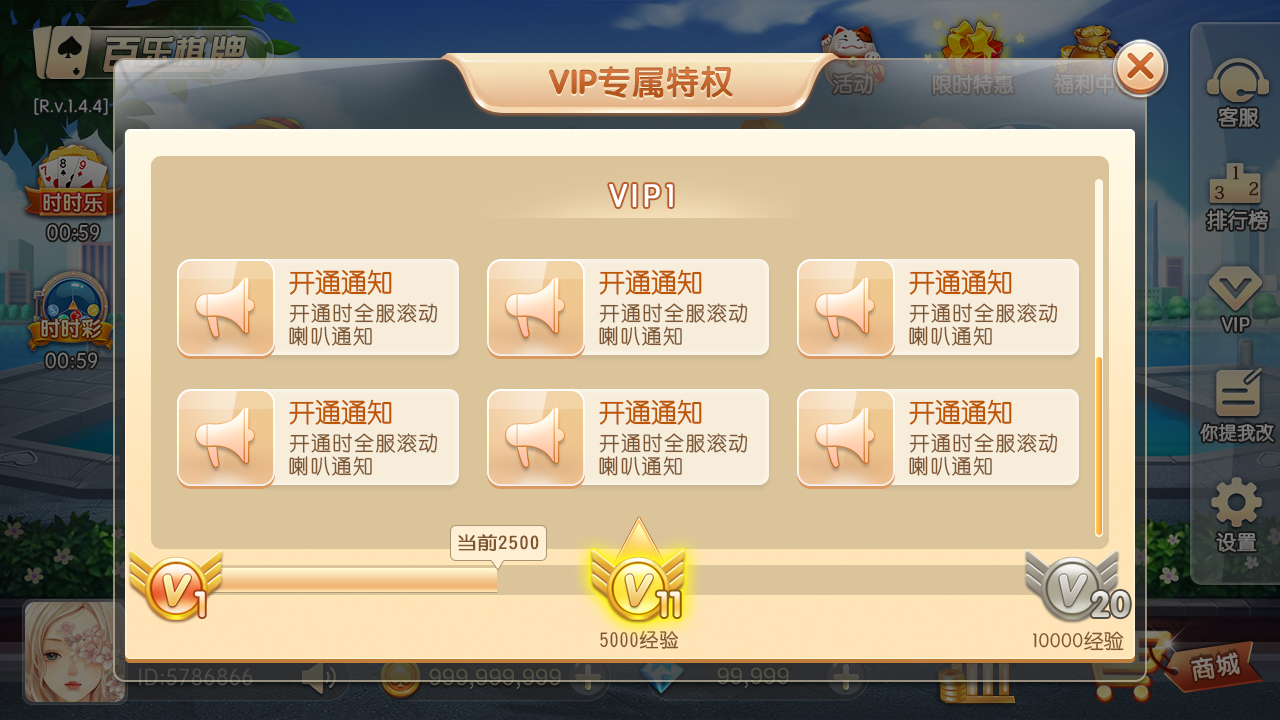 百乐棋牌
VIP专属特权
活动
限时特惠
福利中
[R.v.1.4.4]
客服
7 8 9
时时乐
00:59
VIP1
1
3 2
排行榜
开通通知
开通时全服滚动
喇叭通知
开通通知
开通时全服滚动
喇叭通知
开通通知
开通时全服滚动
喇叭通知
时时彩
00:59
VIP
开通通知
开通时全服滚动
喇叭通知
开通通知
开通时全服滚动
喇叭通知
开通通知
开通时全服滚动
喇叭通知
你提我改
设置
当前2500
V1
V11
V20
5000经验
10000经验
ID:5786866
999,999,999
99,999
商城